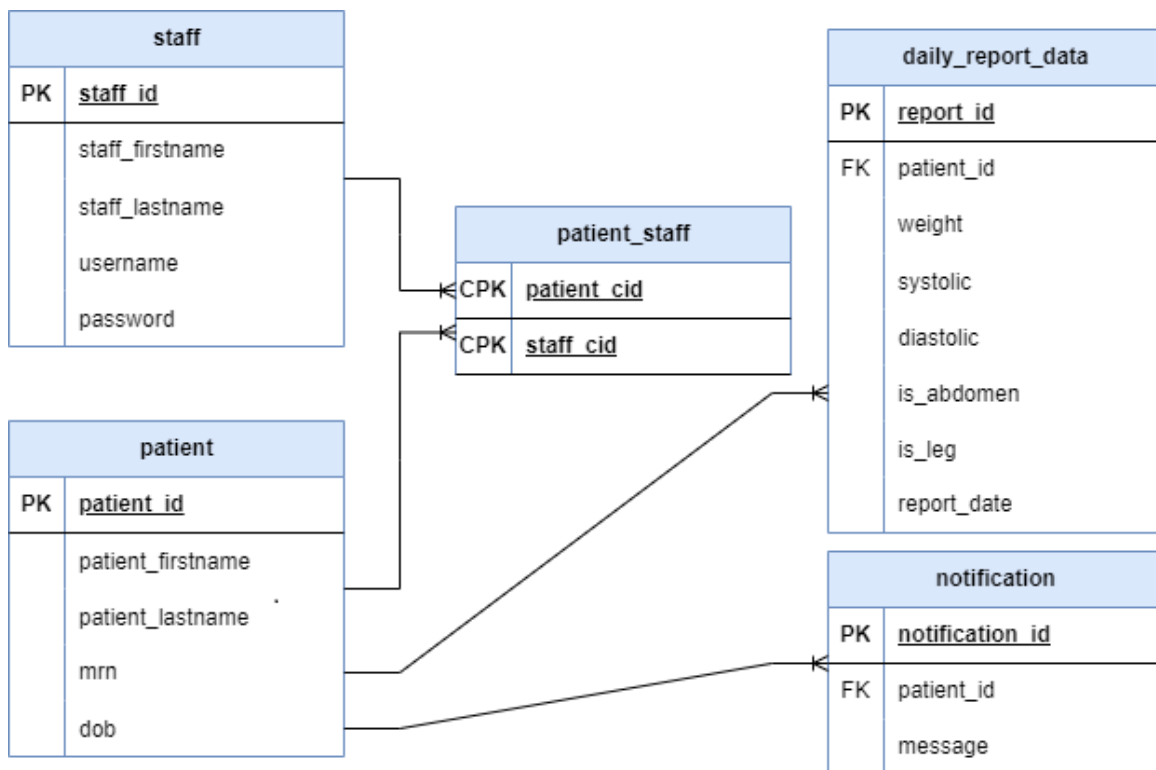 staff
PK staff_id
staff_firstname
staff_lastname
username
password
patient
PK patient_id
patient_firstname
patient_lastname
mrn
dob
patient_staff
CPK patient_cid
CPK staff_cid
daily_report_data
PK report_id
FK patient_id
weight
systolic
diastolic
is_abdomen
is_leg
report_date
notification
PK notification_id
FK patient_id
message